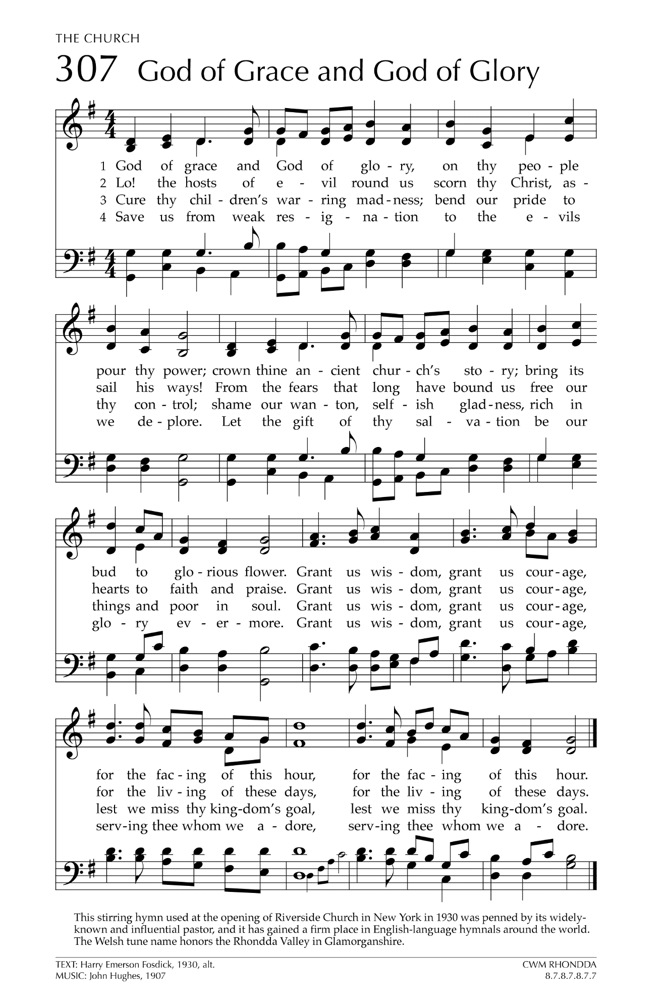 THE CHURCH
307 God of Grace and God of Glory
1 God of grace and God of glo - ry, on thy peo - ple
2 Lo! the hosts of e - vil round us scorn thy Christ, as -
3 Cure thy chil - dren's war - ring mad - ness; bend our pride to
4 Save us from weak res - ig - na - tion to the e - vils
pour thy power; crown thine an - cient chur - ch's sto - ry; bring its
sail his ways! From the fears that long have bound us free our
thy con - trol; shame our wan - ton, self - ish glad - ness, rich in
we de - plore. Let the gift of thy sal - va - tion be our
bud to glo - rious flower. Grant us wis - dom, grant us cour - age,
hearts to faith and praise. Grant us wis - dom, grant us cour - age,
things and poor in soul. Grant us wis - dom, grant us cour - age,
glo - ry ev - er - more. Grant us wis - dom, grant us cour - age,
for the fac - ing of this hour, for the fac - ing of this hour.
for the liv - ing of these days, for the liv - ing of these days.
lest we miss thy king-dom's goal, lest we miss thy king-dom's goal.
serv-ing thee whom we a - dore, serv-ing thee whom we a - dore.
This stirring hymn used at the opening of Riverside Church in New York in 1930 was penned by its widely-
known and influential pastor, and it has gained a firm place in English-language hymnals around the world.
The Welsh tune name honors the Rhondda Valley in Glamorganshire.
TEXT: Harry Emerson Fosdick, 1930, alt.
MUSIC: John Hughes, 1907
CWM RHONDDA
8.7.8.7.8.7.7